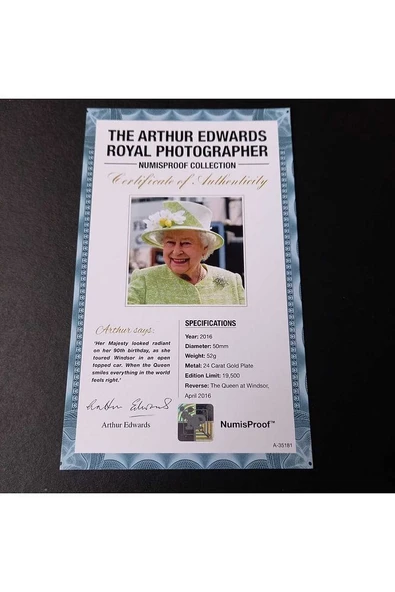 THE ARTHUR EDWARDS
ROYAL PHOTOGRAPHER
NUMISPROOF COLLECTION
Certificate of Authenticity
Arthur says:
'Her Majesty looked radiant
on her 90th birthday, as she
toured Windsor in an open
topped car. When the Queen
smiles everything in the world
feels right.'
Arthur Edwards
Arthur Edwards
SPECIFICATIONS
Year: 2016
Diameter: 50mm
Weight: 52g
Metal: 24 Carat Gold Plate
Edition Limit: 19,500
Reverse: The Queen at Windsor,
April 2016
NumisProof™
A-35181